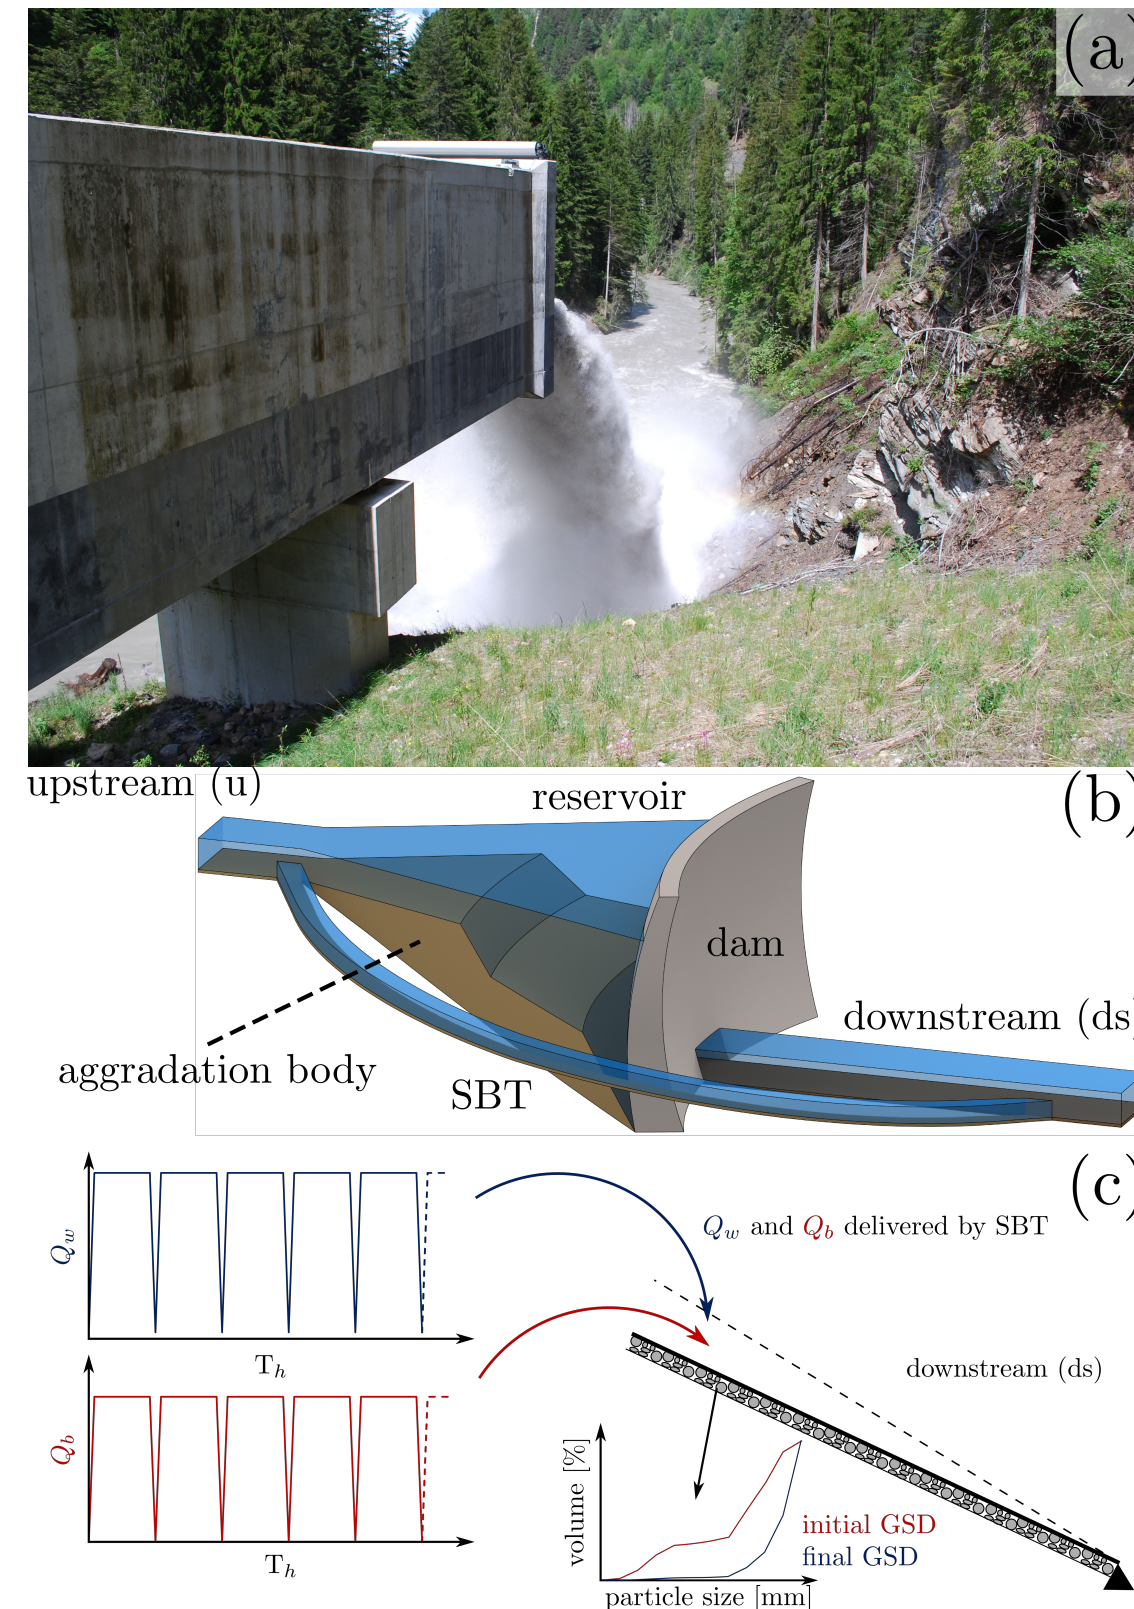 (a)
upstream (u)
reservoir
(b)
dam
downstream (ds)
aggradation body
SBT
(c)
Q_w
Q_w and Q_b delivered by SBT
T_h
downstream (ds)
Q_b
volume [%]
initial GSD
final GSD
T_h
particle size [mm]